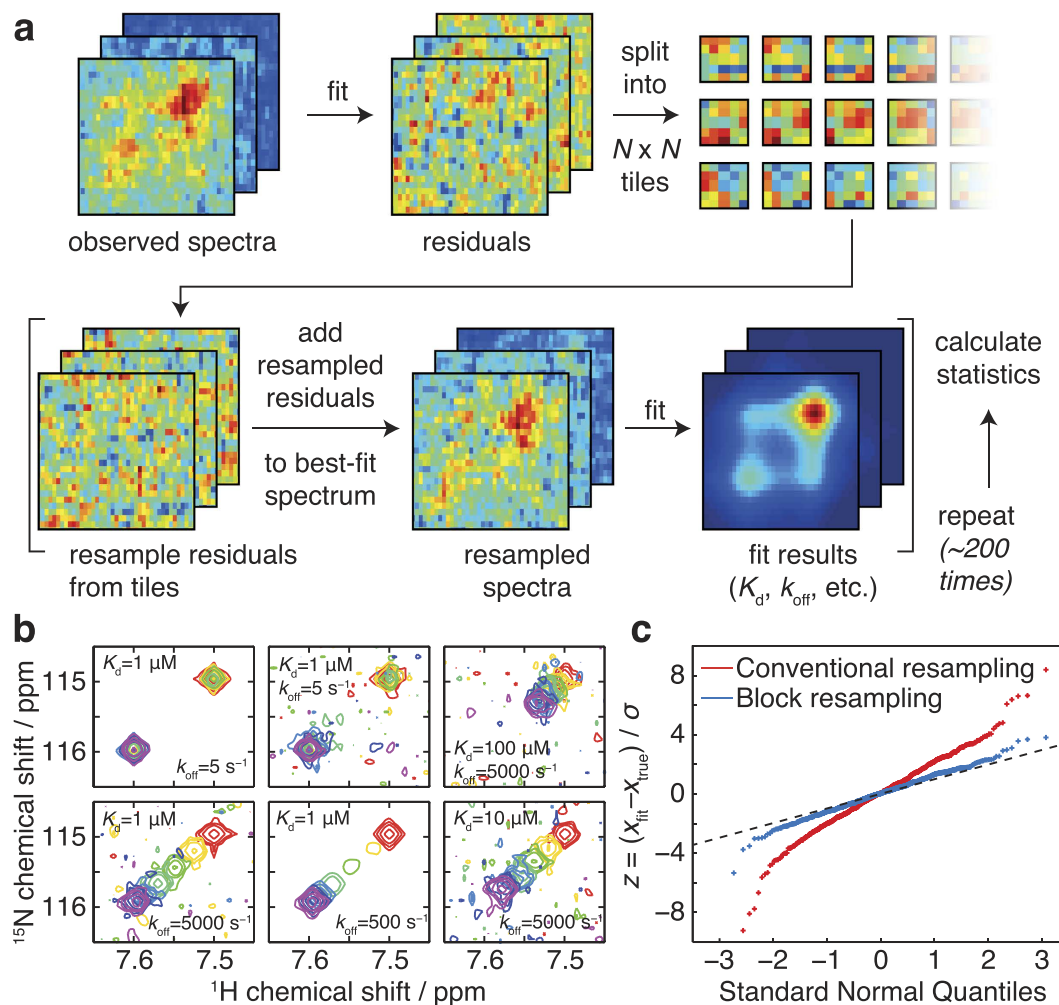 a
observed spectra
fit
residuals
split
into
N x N
tiles
resample residuals
from tiles
add
resampled
residuals
to best-fit
spectrum
resampled
spectra
fit
fit results
(Kd, koff, etc.)
calculate
statistics
repeat
(~200
times)
b
15N chemical shift / ppm
115
116
115
116
Kd=1 µM
koff=5 s−1
Kd=1 µM
koff=5 s−1
Kd=100 µM
koff=5000 s−1
Kd=1 µM
koff=5000 s−1
Kd=1 µM
koff=500 s−1
Kd=10 µM
koff=5000 s−1
7.6 7.5 7.6 7.5 7.6 7.5
1H chemical shift / ppm
c
Conventional resampling
Block resampling
z = (xfit−xtrue) / σ
8
4
0
−4
−8
−3 −2 −1 0 1 2 3
Standard Normal Quantiles